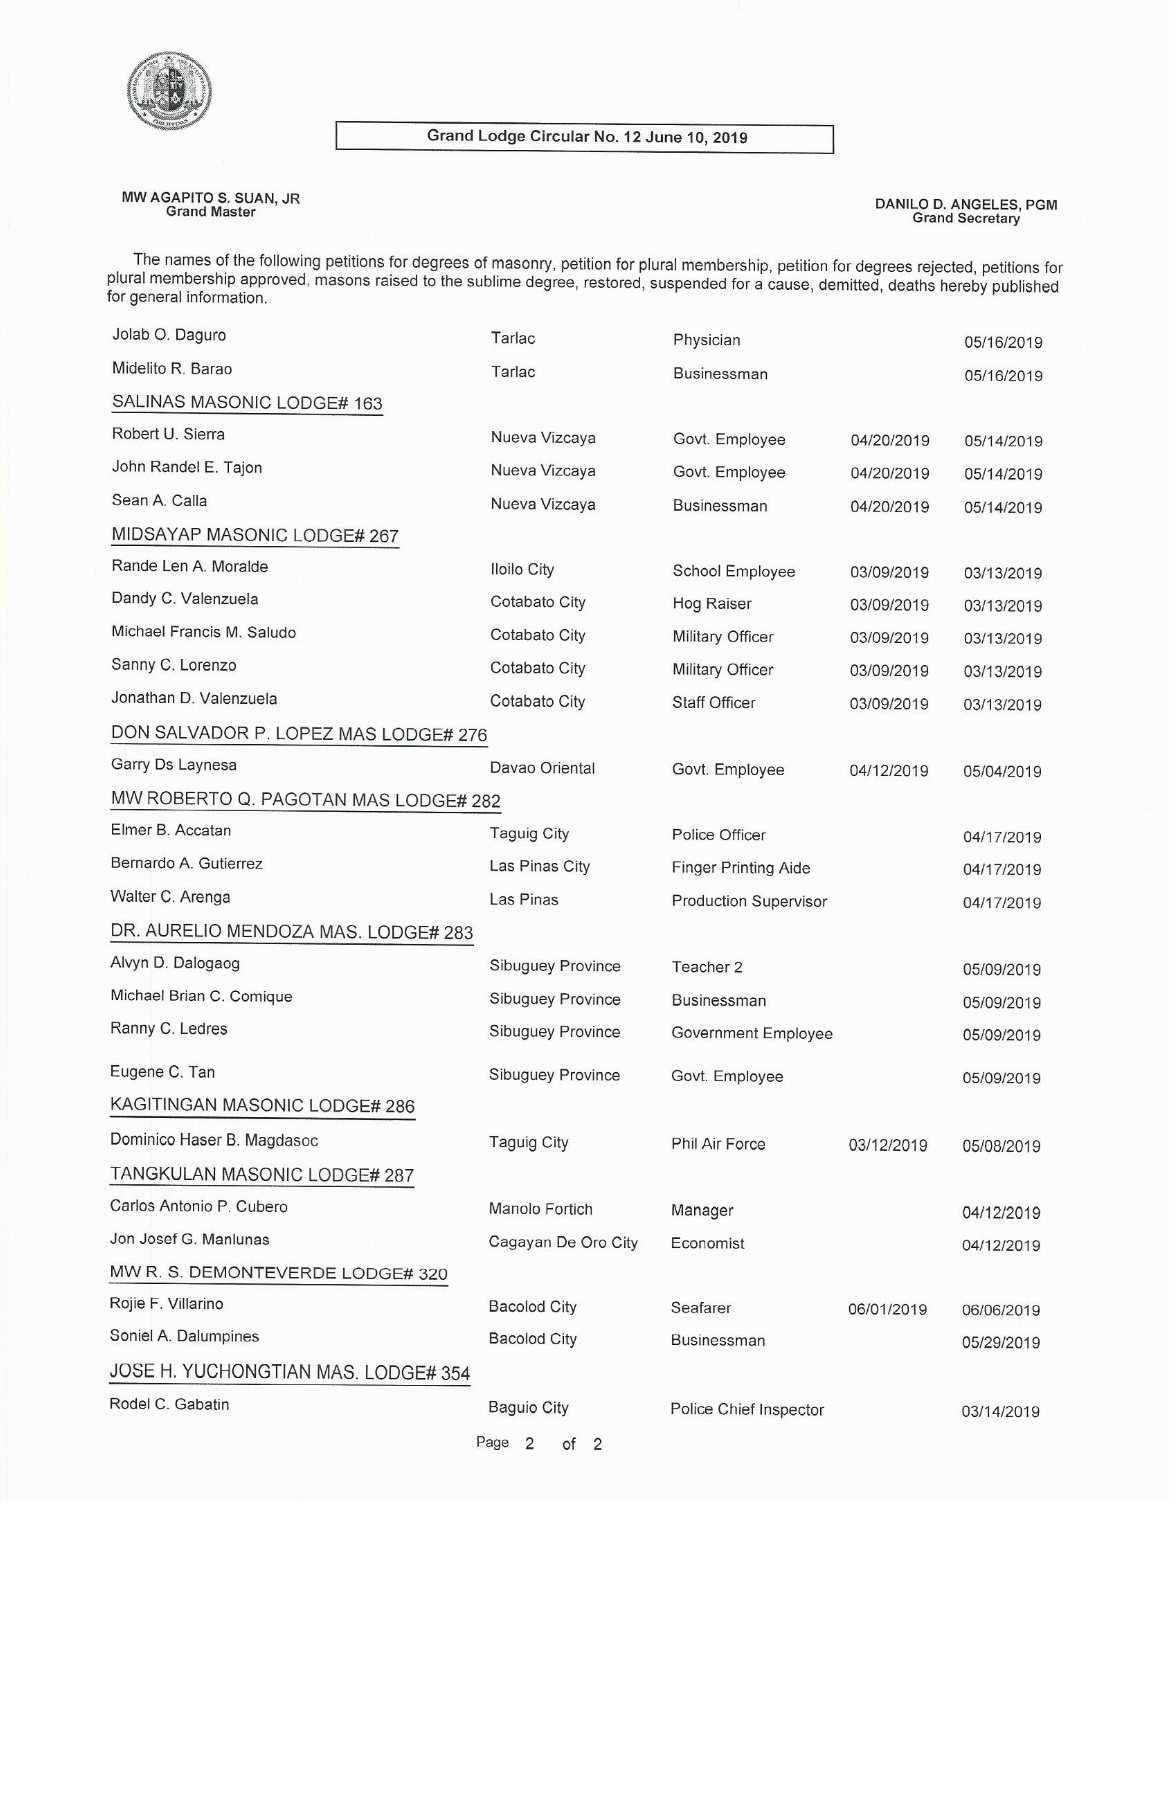 Grand Lodge Circular No. 12 June 10, 2019
MW AGAPITO S. SUAN, JR
Grand Master
DANILO D. ANGELES, PGM
Grand Secretary
The names of the following petitions for degrees of masonry, petition for plural membership, petition for degrees rejected, petitions for
plural membership approved, masons raised to the sublime degree, restored, suspended for a cause, demitted, deaths hereby published
for general information.
Jolab O. Daguro Tarlac Physician 05/16/2019
Midelito R. Barao Tarlac Businessman 05/16/2019
SALINAS MASONIC LODGE# 163
Robert U. Sierra Nueva Vizcaya Govt. Employee 04/20/2019 05/14/2019
John Randel E. Tajon Nueva Vizcaya Govt. Employee 04/20/2019 05/14/2019
Sean A. Calla Nueva Vizcaya Businessman 04/20/2019 05/14/2019
MIDSAYAP MASONIC LODGE# 267
Rande Len A. Moralde Iloilo City School Employee 03/09/2019 03/13/2019
Dandy C. Valenzuela Cotabato City Hog Raiser 03/09/2019 03/13/2019
Michael Francis M. Saludo Cotabato City Military Officer 03/09/2019 03/13/2019
Sanny C. Lorenzo Cotabato City Military Officer 03/09/2019 03/13/2019
Jonathan D. Valenzuela Cotabato City Staff Officer 03/09/2019 03/13/2019
DON SALVADOR P. LOPEZ MAS LODGE# 276
Garry Ds Laynesa Davao Oriental Govt. Employee 04/12/2019 05/04/2019
MW ROBERTO Q. PAGOTAN MAS LODGE# 282
Elmer B. Accatan Taguig City Police Officer 04/17/2019
Bernardo A. Gutierrez Las Pinas City Finger Printing Aide 04/17/2019
Walter C. Arenga Las Pinas Production Supervisor 04/17/2019
DR. AURELIO MENDOZA MAS. LODGE# 283
Alvyn D. Dalogaog Sibuguey Province Teacher 2 05/09/2019
Michael Brian C. Comique Sibuguey Province Businessman 05/09/2019
Ranny C. Ledres Sibuguey Province Government Employee 05/09/2019
Eugene C. Tan Sibuguey Province Govt. Employee 05/09/2019
KAGITINGAN MASONIC LODGE# 286
Dominico Haser B. Magdasoc Taguig City Phil Air Force 03/12/2019 05/08/2019
TANGKULAN MASONIC LODGE# 287
Carlos Antonio P. Cubero Manolo Fortich Manager 04/12/2019
Jon Josef G. Manlunas Cagayan De Oro City Economist 04/12/2019
MW R. S. DEMONTEVERDE LODGE# 320
Rojie F. Villarino Bacolod City Seafarer 06/01/2019 06/06/2019
Soniel A. Dalumpines Bacolod City Businessman 05/29/2019
JOSE H. YUCHONGTIAN MAS. LODGE# 354
Rodel C. Gabatin Baguio City Police Chief Inspector 03/14/2019
Page 2 of 2